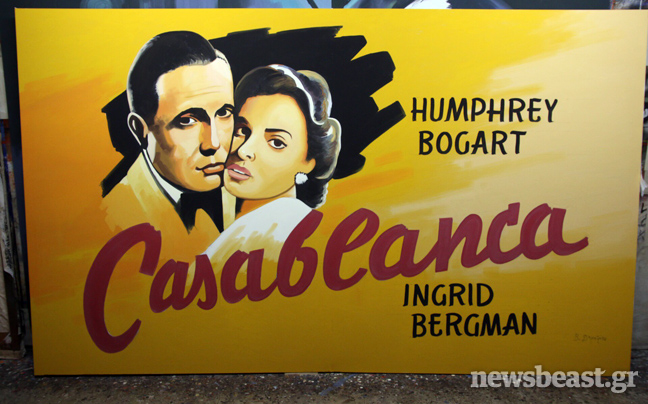 HUMPHREY
BOGART
Casablanca
INGRID
BERGMAN
newsbeast.gr